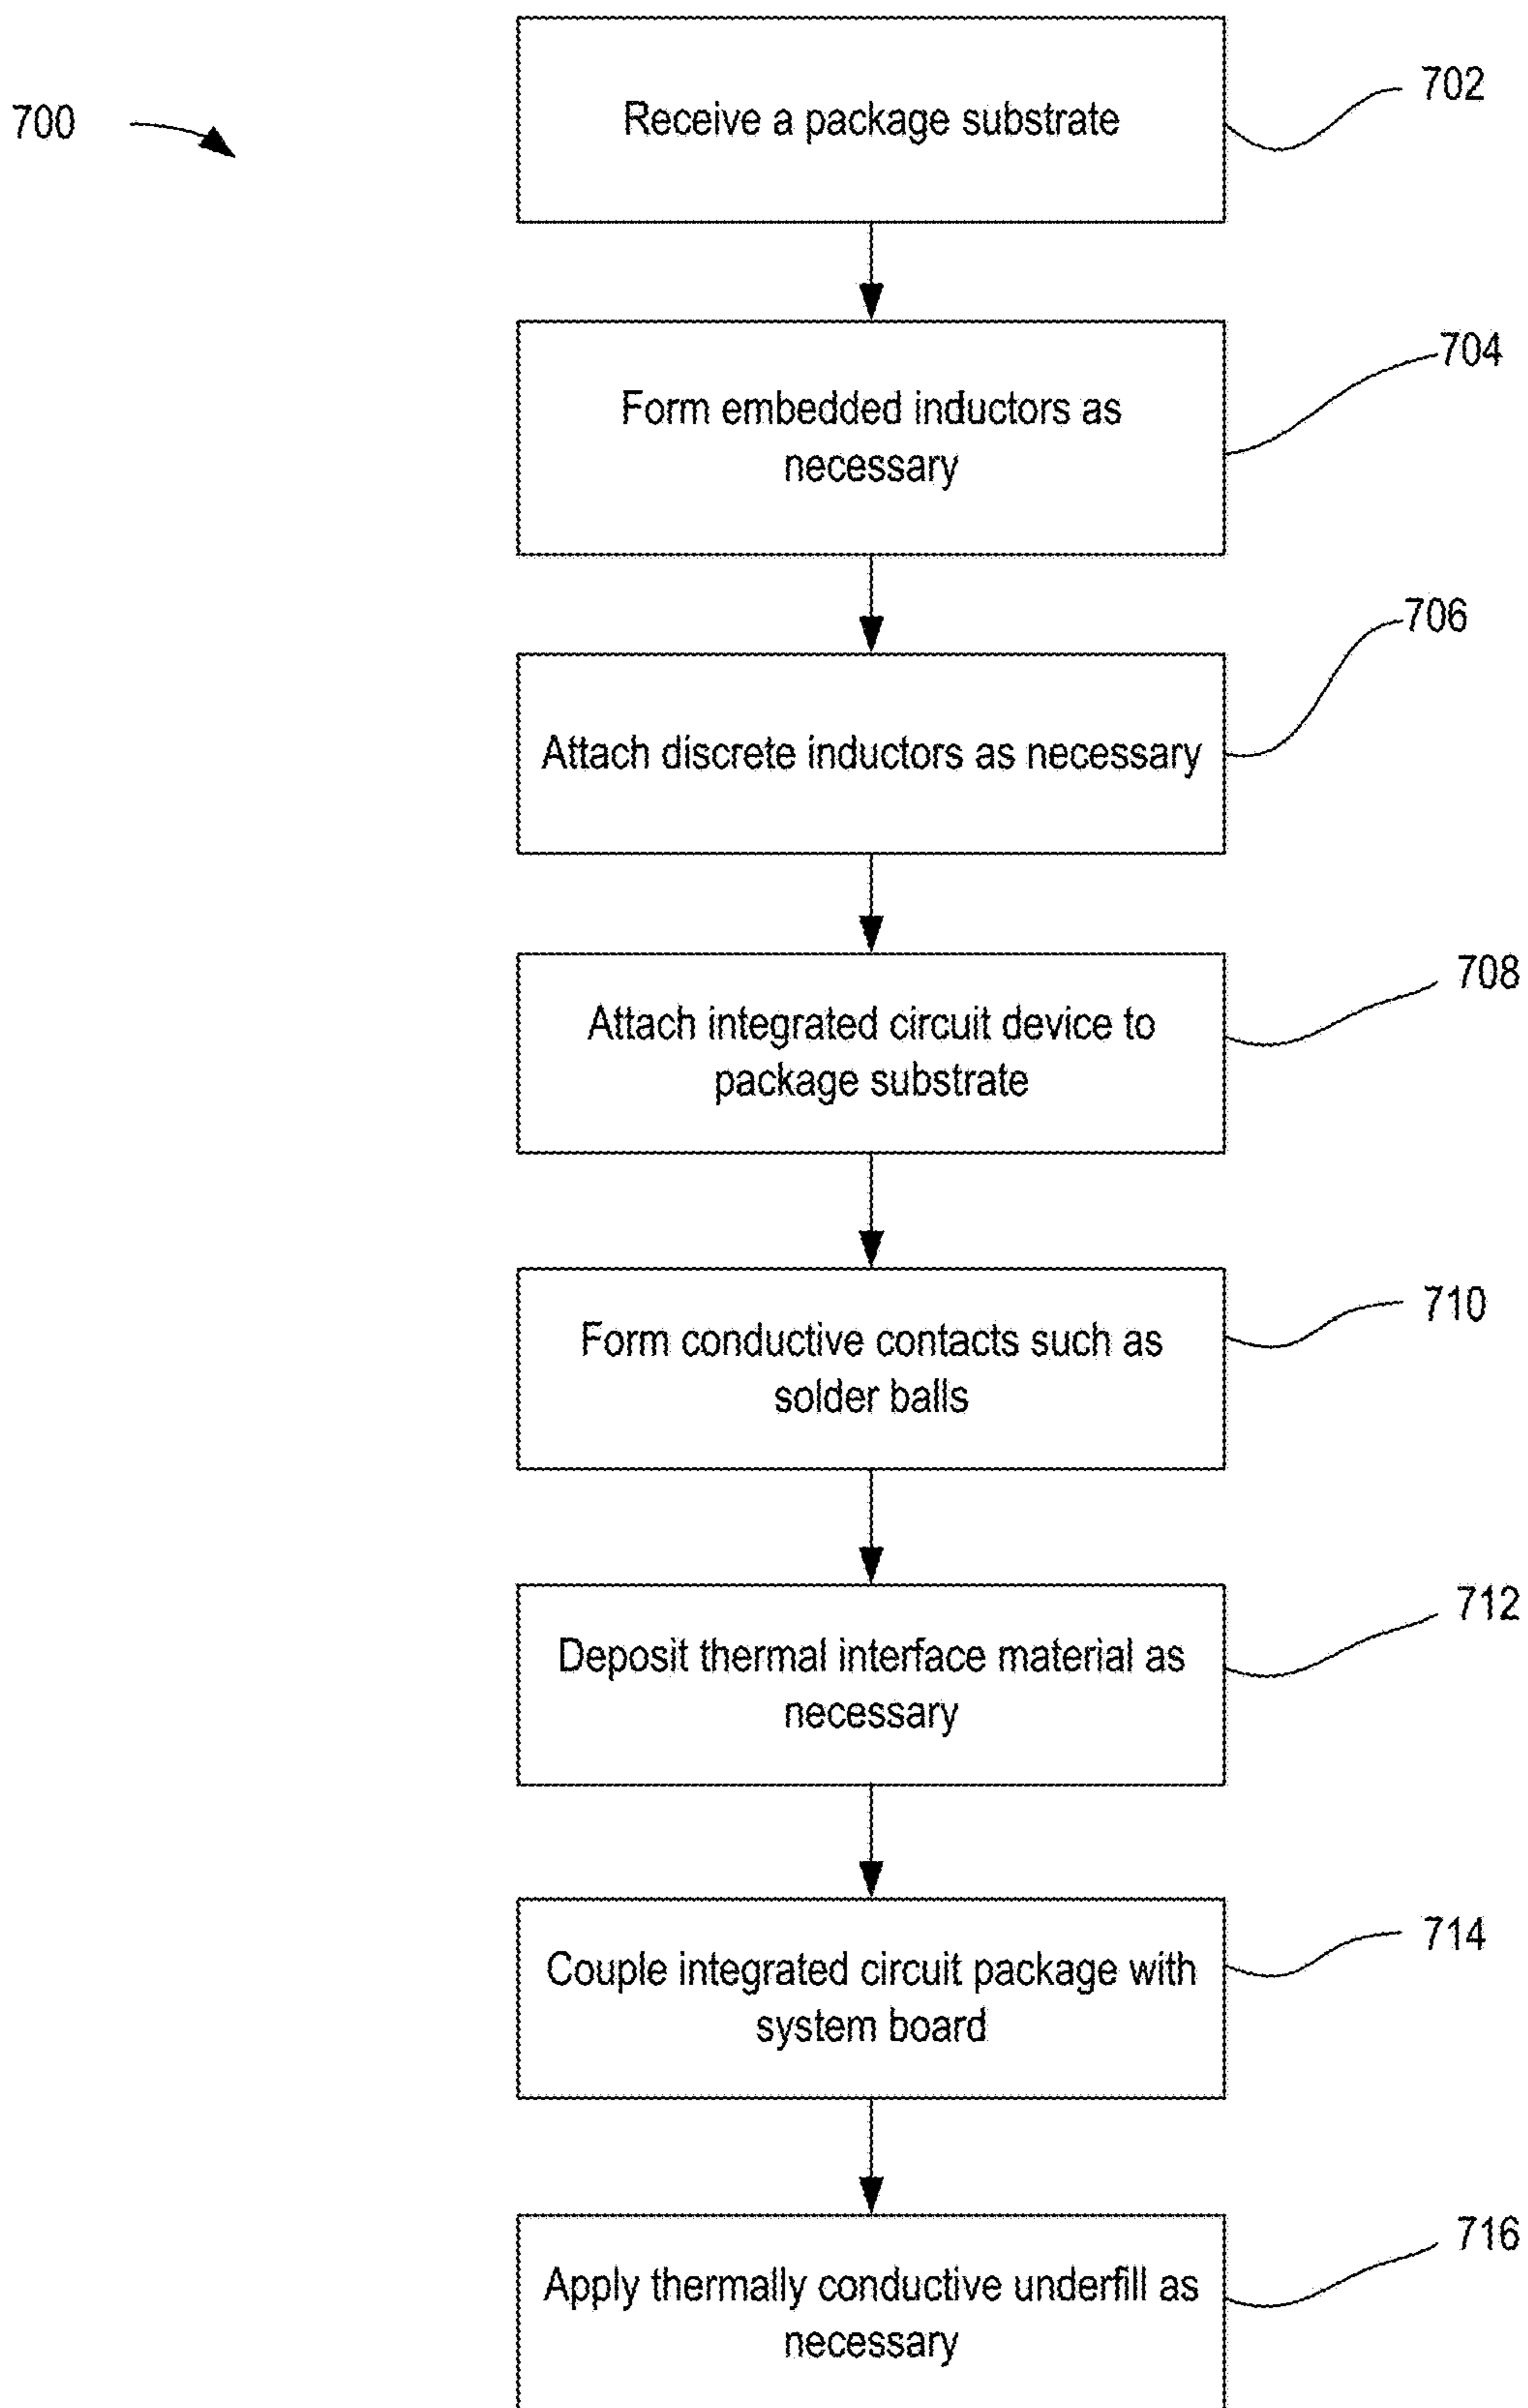 700
Receive a package substrate
702
Form embedded inductors as
necessary
704
Attach discrete inductors as necessary
706
Attach integrated circuit device to
package substrate
708
Form conductive contacts such as
solder balls
710
Deposit thermal interface material as
necessary
712
Couple integrated circuit package with
system board
714
Apply thermally conductive underfill as
necessary
716